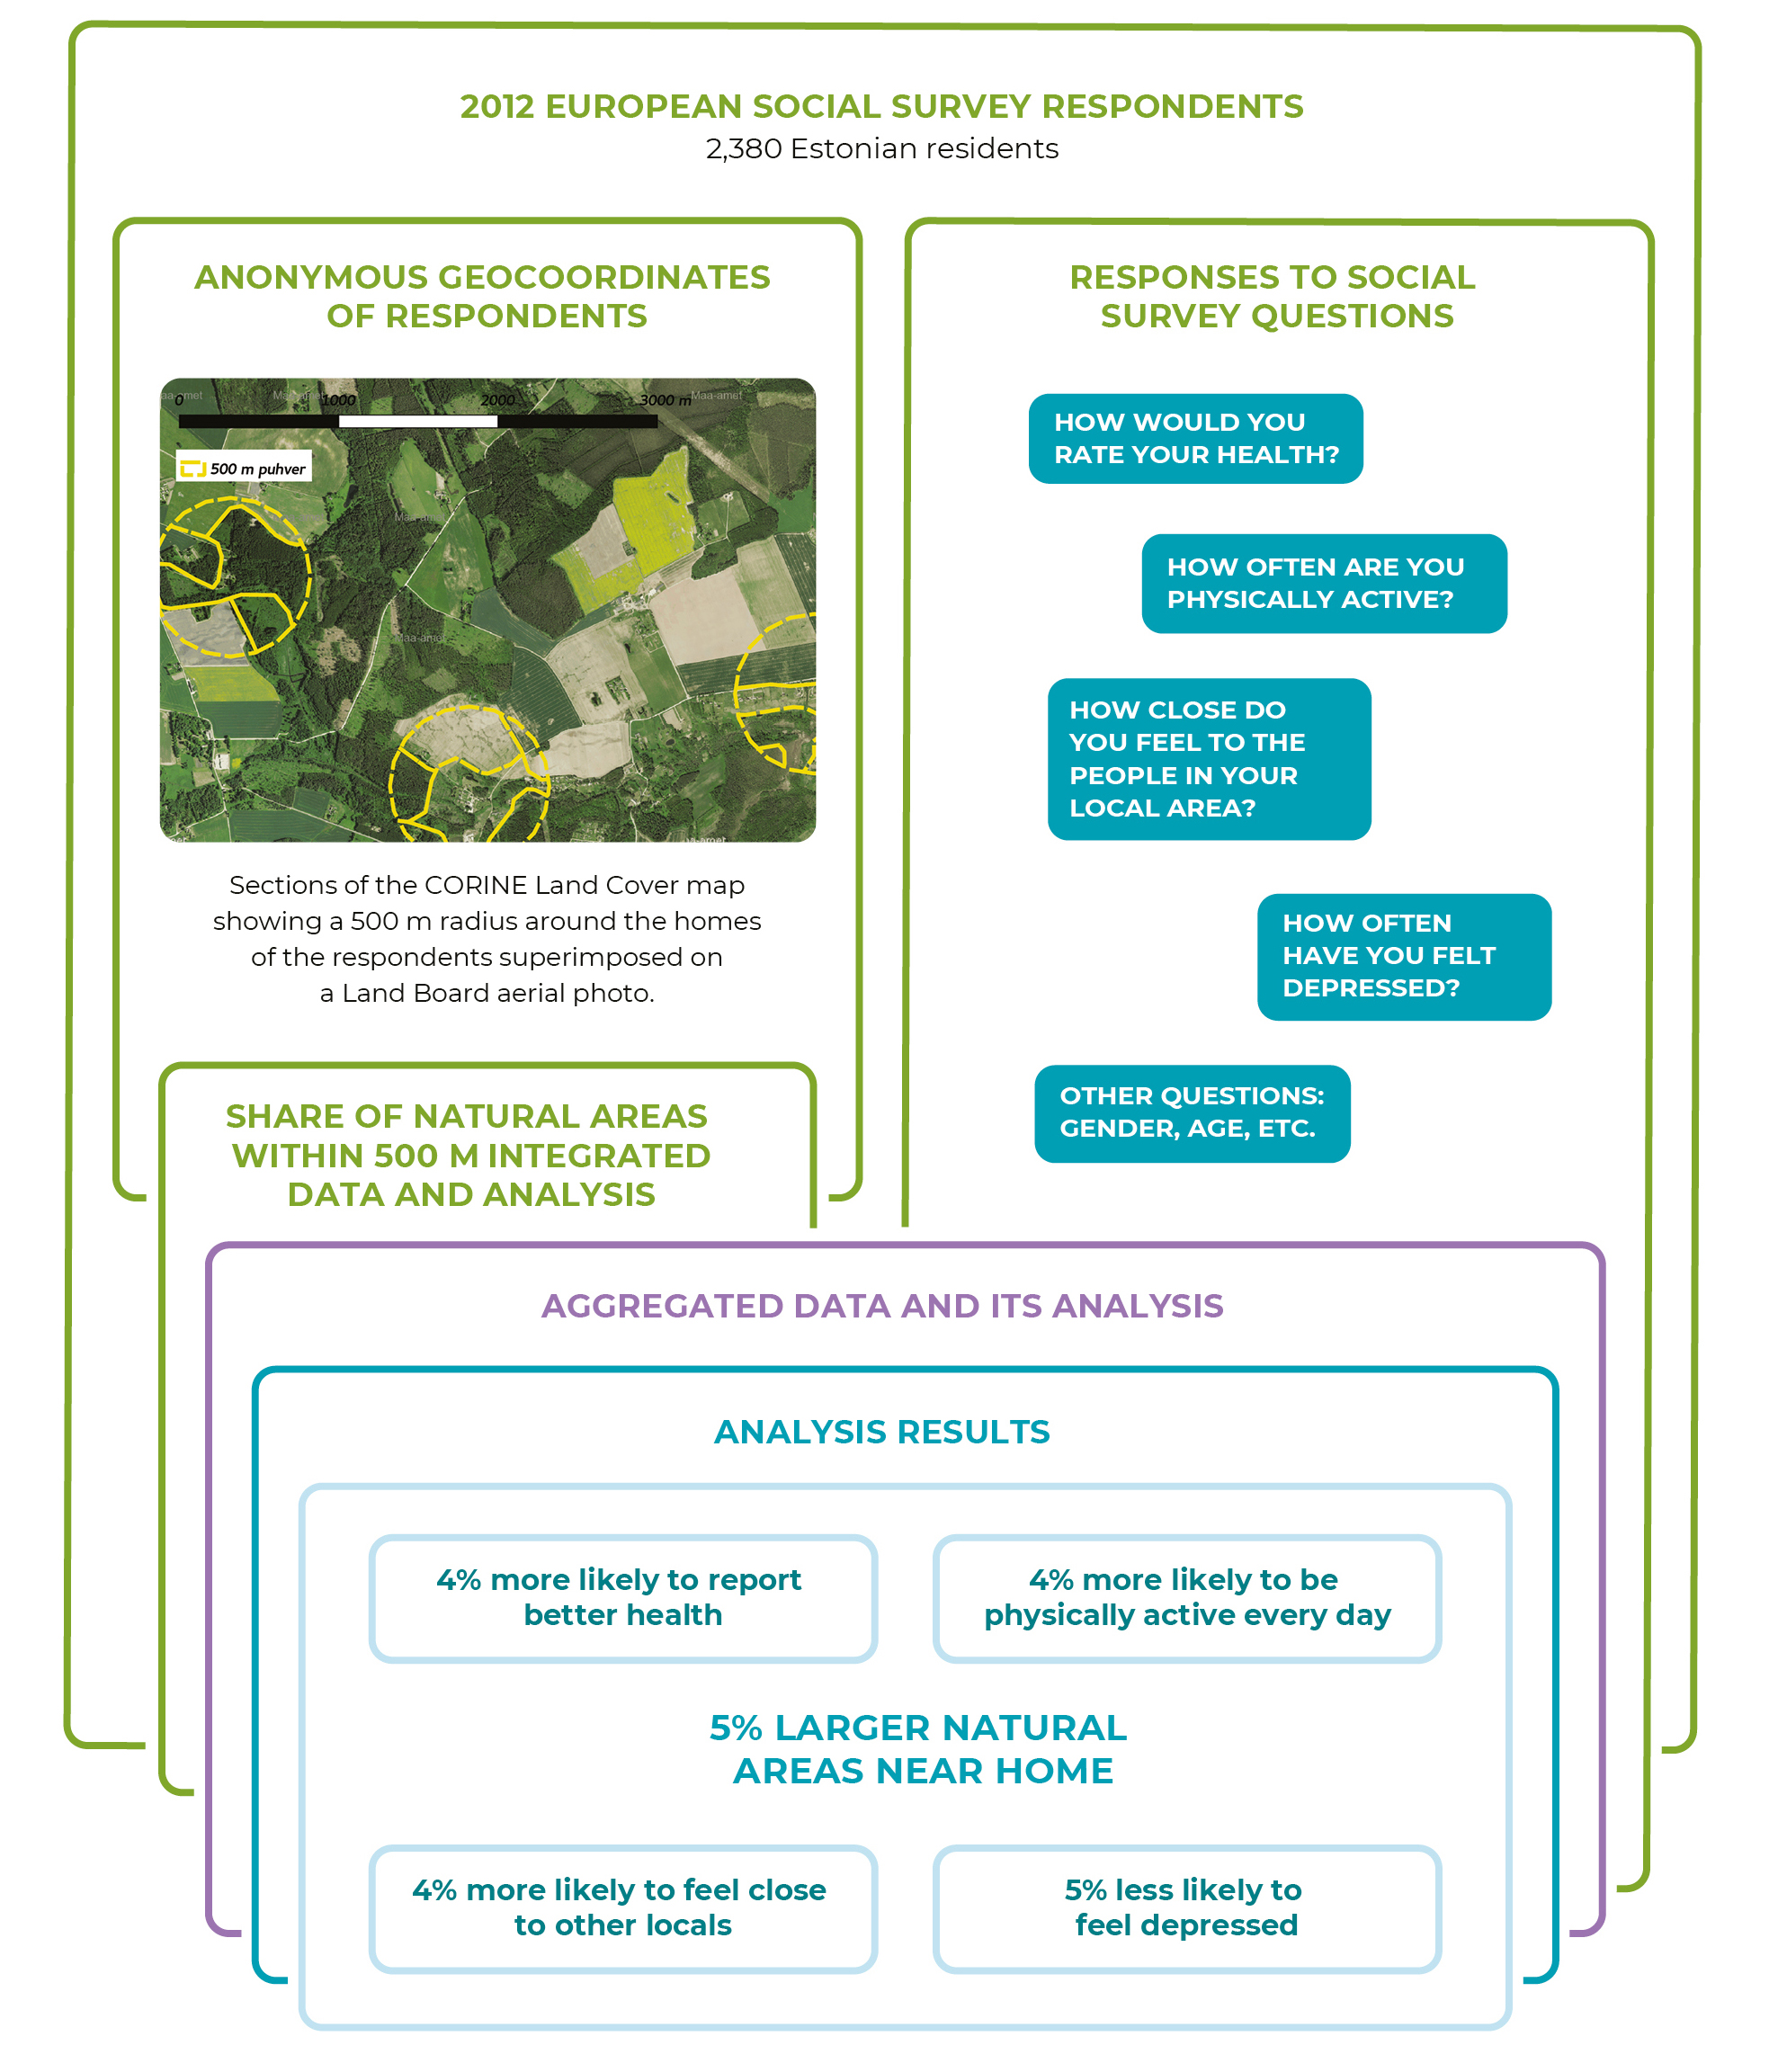 2012 EUROPEAN SOCIAL SURVEY RESPONDENTS
2,380 Estonian residents
ANONYMOUS GEOCOORDINATES
OF RESPONDENTS
0 1000 2000 3000 m
Maa-amet
500 m puhver
Sections of the CORINE Land Cover map
showing a 500 m radius around the homes
of the respondents superimposed on
a Land Board aerial photo.
SHARE OF NATURAL AREAS
WITHIN 500 M INTEGRATED
DATA AND ANALYSIS
RESPONSES TO SOCIAL
SURVEY QUESTIONS
HOW WOULD YOU
RATE YOUR HEALTH?
HOW OFTEN ARE YOU
PHYSICALLY ACTIVE?
HOW CLOSE DO
YOU FEEL TO THE
PEOPLE IN YOUR
LOCAL AREA?
HOW OFTEN
HAVE YOU FELT
DEPRESSED?
OTHER QUESTIONS:
GENDER, AGE, ETC.
AGGREGATED DATA AND ITS ANALYSIS
ANALYSIS RESULTS
4% more likely to report
better health
4% more likely to be
physically active every day
5% LARGER NATURAL
AREAS NEAR HOME
4% more likely to feel close
to other locals
5% less likely to
feel depressed